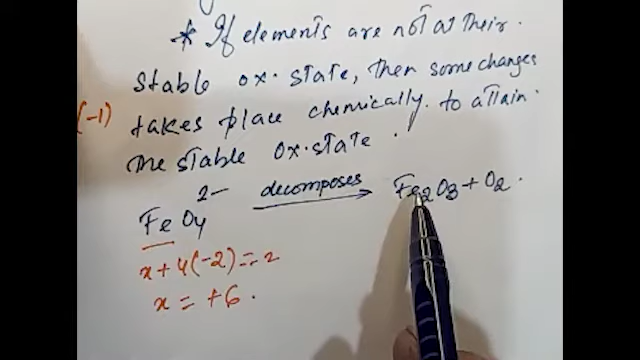 * If elements are not at their
stable ox. state, then some changes
(-1)
takes place chemically. to attain
the stable ox. state.
FeO4 2- decomposes Fe2O3 + O2.
x + 4(-2) = 2
x = +6.